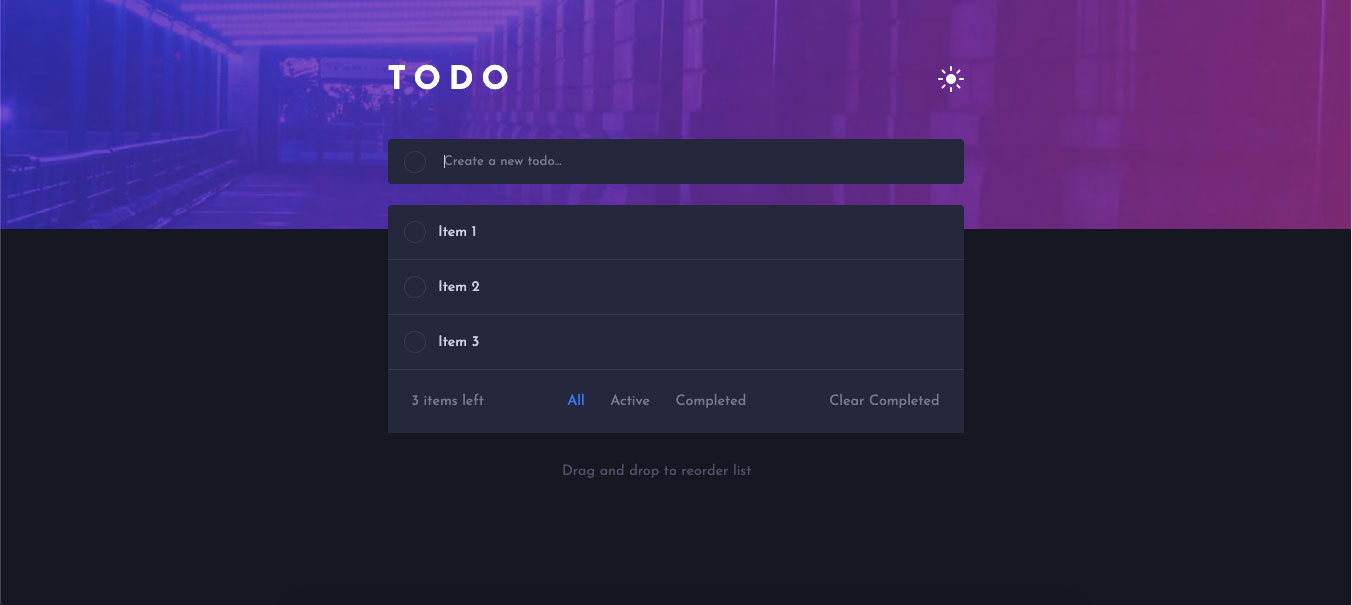 TODO
Create a new todo...
Item 1
Item 2
Item 3
3 items left All Active Completed Clear Completed
Drag and drop to reorder list